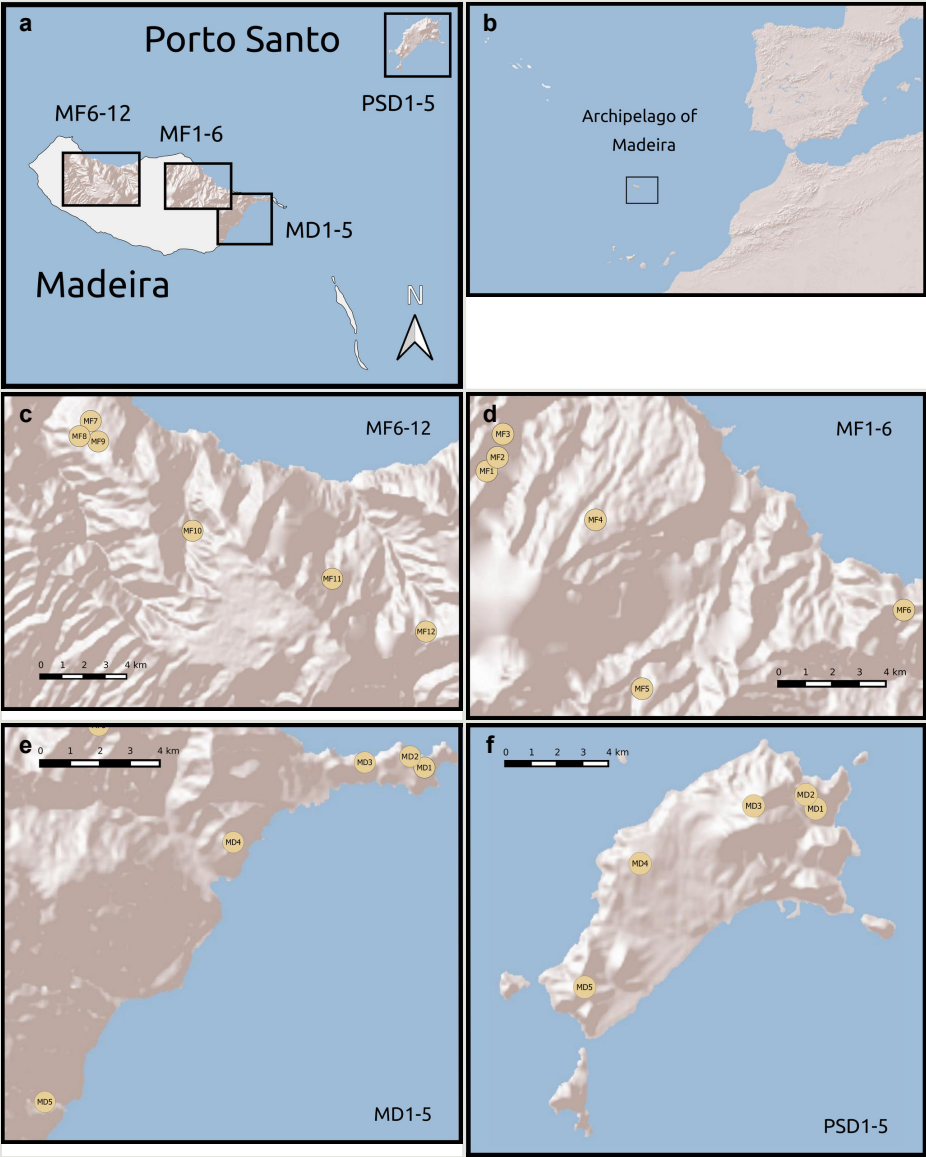 a
Porto Santo
PSD1-5
MF6-12
MF1-6
MD1-5
Madeira
N
b
Archipelago of
Madeira
c
MF6-12
MF7
MF8
MF9
MF10
MF11
MF12
0 1 2 3 4 km
d
MF1-6
MF3
MF2
MF1
MF4
MF6
MF5
0 1 2 3 4 km
e
0 1 2 3 4 km
MD3
MD2
MD1
MD4
MD5
MD1-5
f
0 1 2 3 4 km
MD2
MD3
MD1
MD4
MD5
PSD1-5